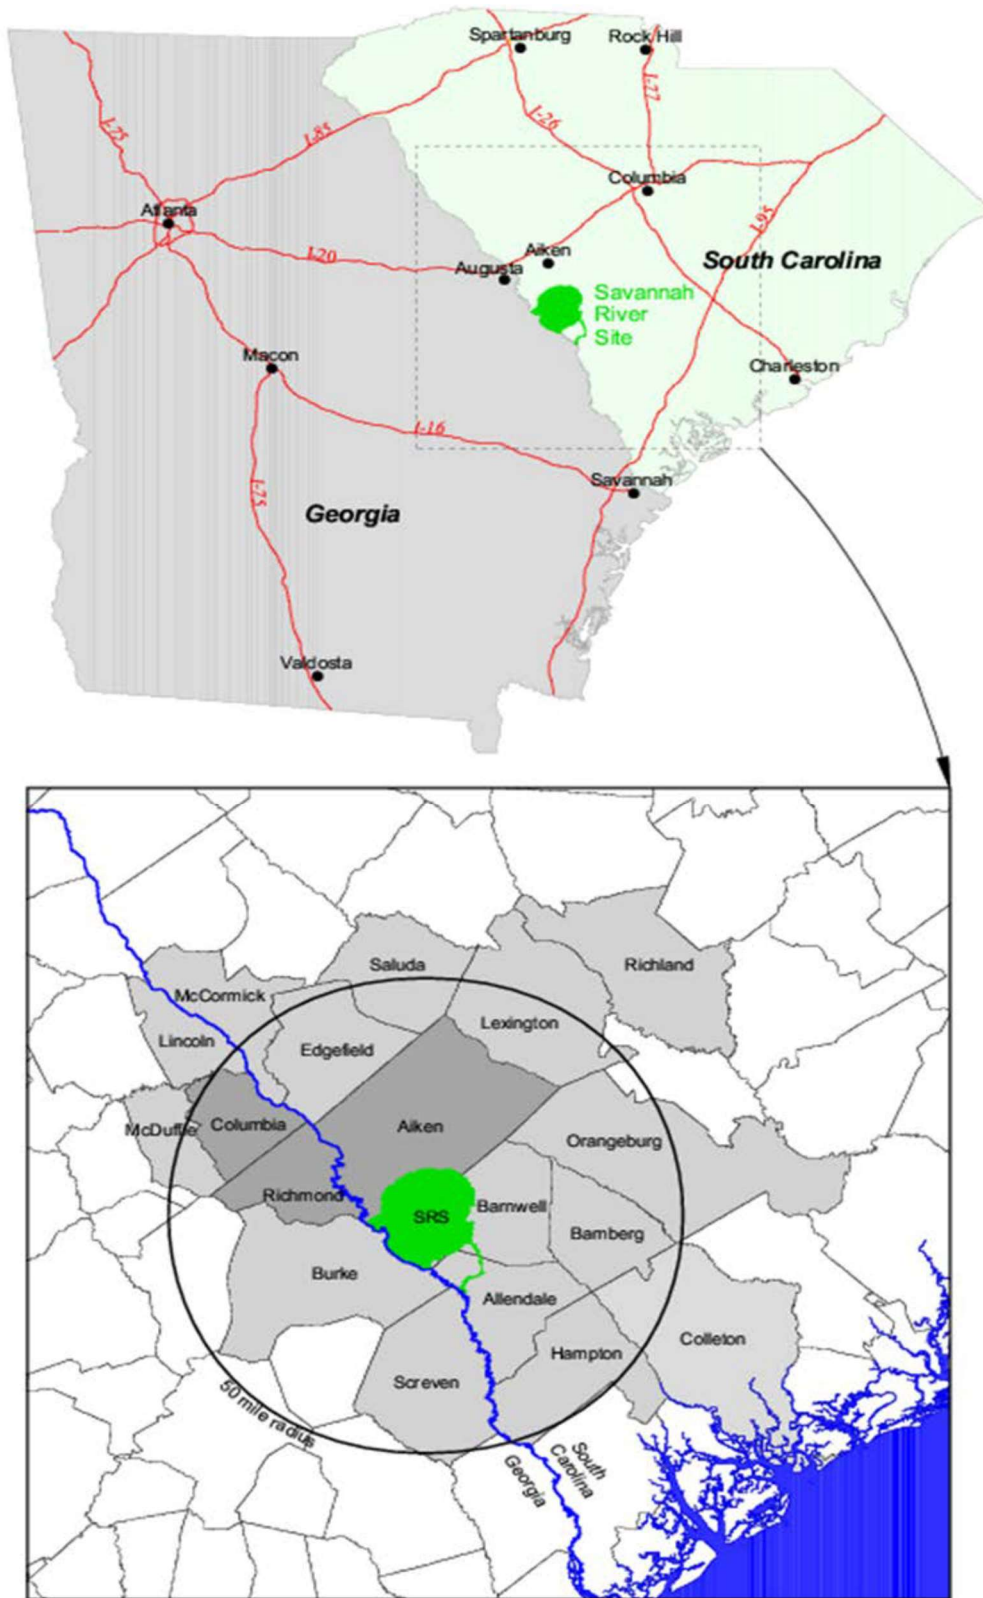 Spartanburg
Rock Hill
I-77
I-26
I-75
I-85
Columbia
Atlanta
I-95
I-20
Aiken
Augusta
South Carolina
Savannah
River
Site
Macon
Charleston
I-16
Savannah
I-75
Georgia
Valdosta
Saluda
Richland
McCormick
Lexington
Lincoln
Edgefield
McDuffie
Columbia
Aiken
Orangeburg
Richmond
Barnwell
SRS
Bamberg
Burke
Allendale
Colleton
Hampton
Screven
50 mile radius
South
Carolina
Georgia